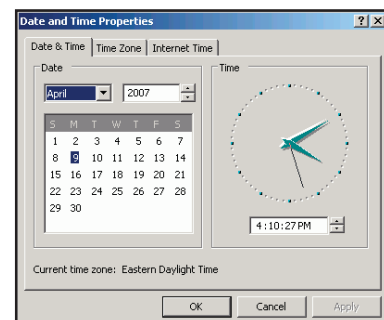 Date and Time Properties
Date & Time Time Zone Internet Time
Date
April 2007
S M T W T F S
1 2 3 4 5 6 7
8 9 10 11 12 13 14
15 16 17 18 19 20 21
22 23 24 25 26 27 28
29 30
Time
4:10:27 PM
Current time zone: Eastern Daylight Time
OK Cancel Apply